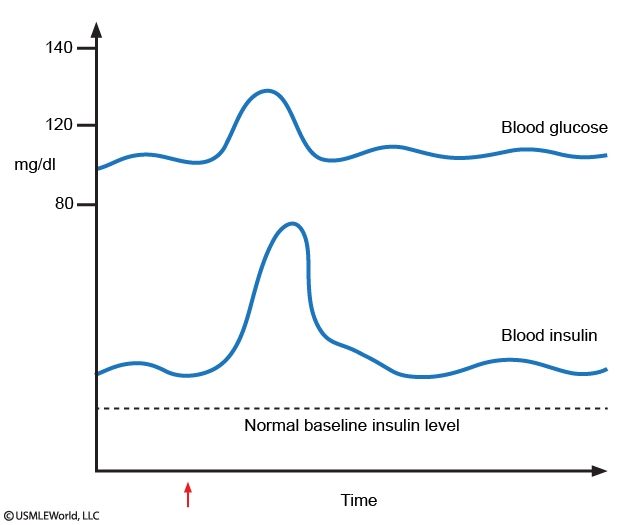 140
120
Blood glucose
mg/dl
80
Blood insulin
Normal baseline insulin level
Time
© USMLEWorld, LLC